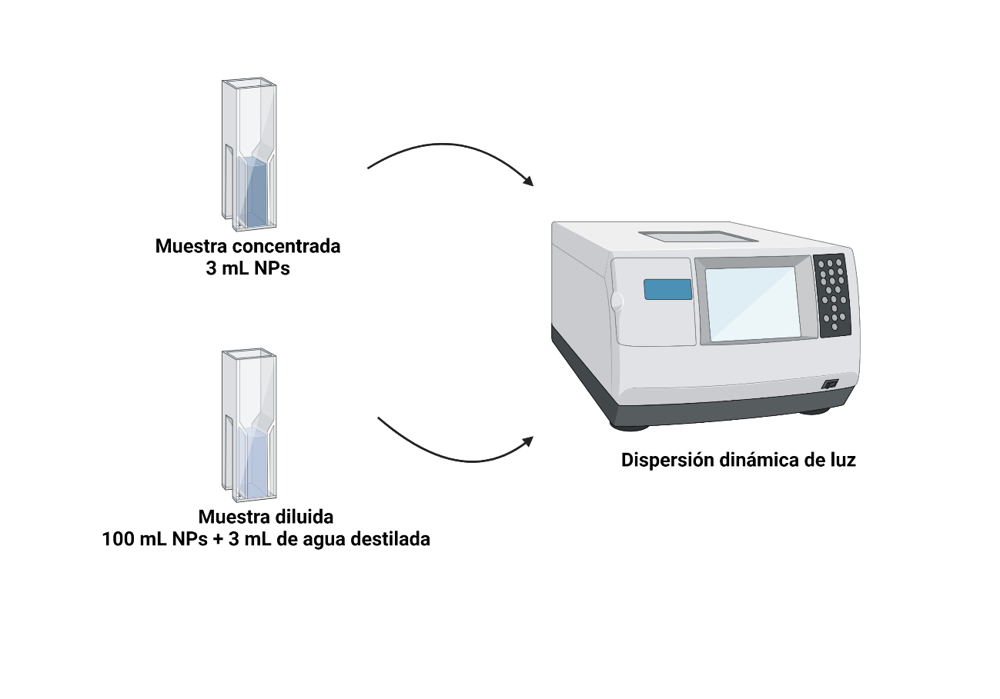 Muestra concentrada
3 mL NPs
Dispersión dinámica de luz
Muestra diluida
100 mL NPs + 3 mL de agua destilada